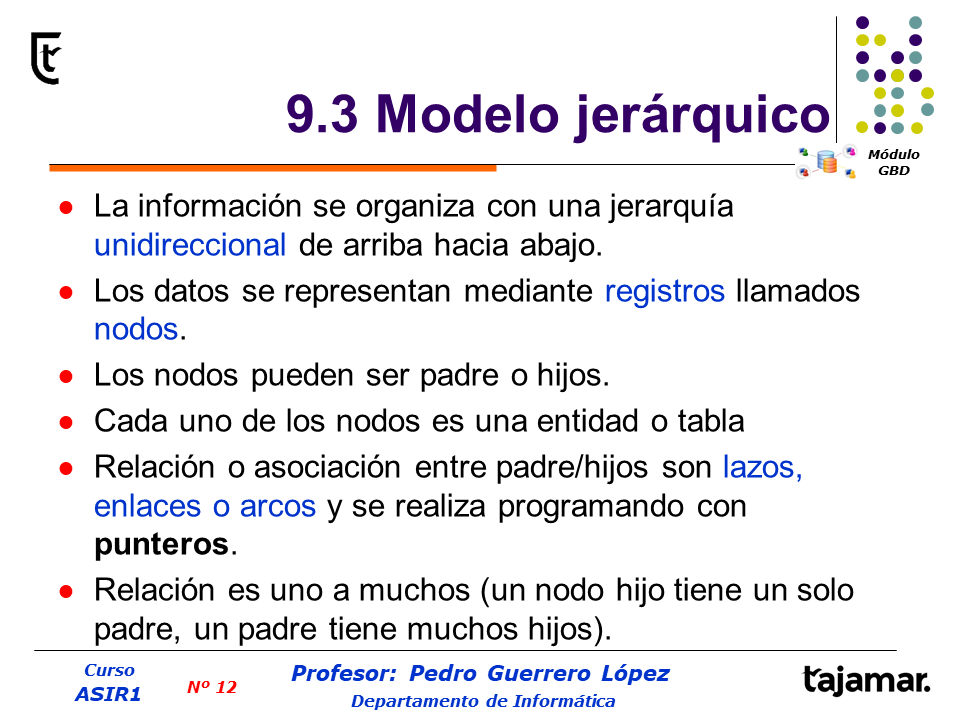 9.3 Modelo jerárquico
Módulo
GBD
● La información se organiza con una jerarquía
unidireccional de arriba hacia abajo.
● Los datos se representan mediante registros llamados
nodos.
● Los nodos pueden ser padre o hijos.
● Cada uno de los nodos es una entidad o tabla
● Relación o asociación entre padre/hijos son lazos,
enlaces o arcos y se realiza programando con
punteros.
● Relación es uno a muchos (un nodo hijo tiene un solo
padre, un padre tiene muchos hijos).
Curso
ASIR1
Nº 12
Profesor: Pedro Guerrero López
Departamento de Informática
tajamar.